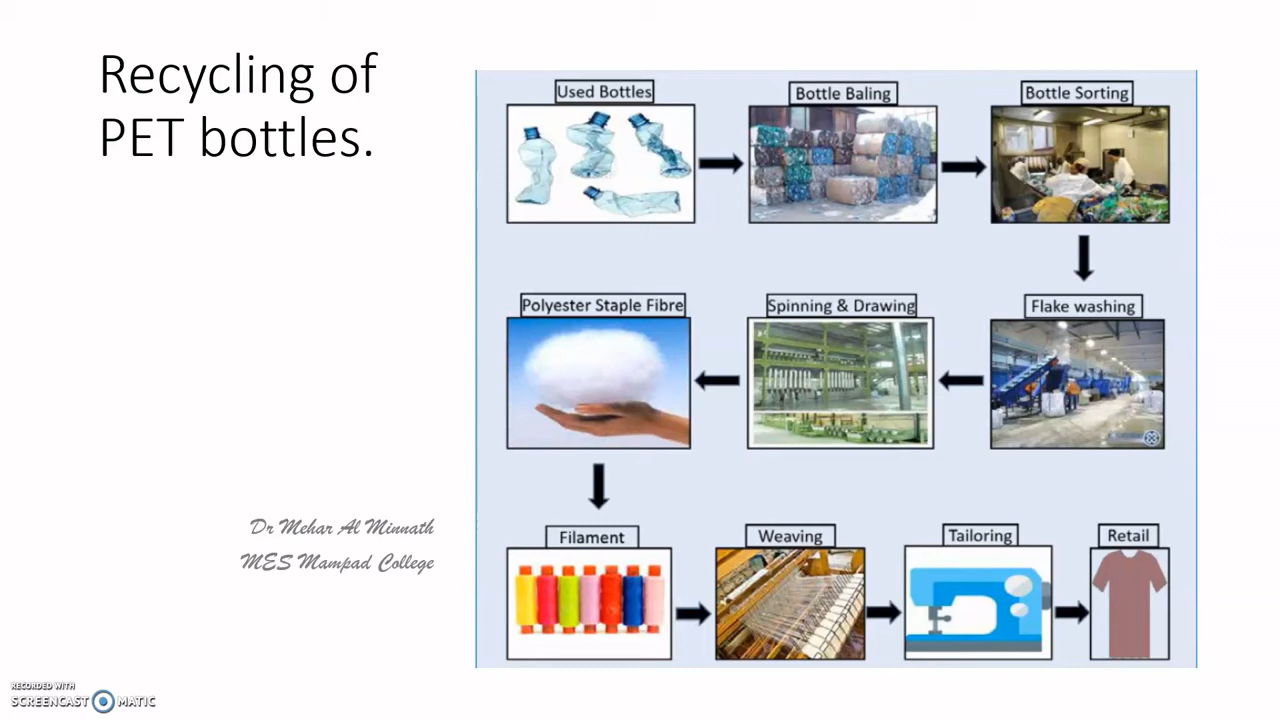 Recycling of
PET bottles.
Used Bottles
Bottle Baling
Bottle Sorting
Polyester Staple Fibre
Spinning & Drawing
Flake washing
Filament
Weaving
Tailoring
Retail
Dr Mehar Al Minnath
MES Mampad College
RECORDED WITH
SCREENCAST MATIC